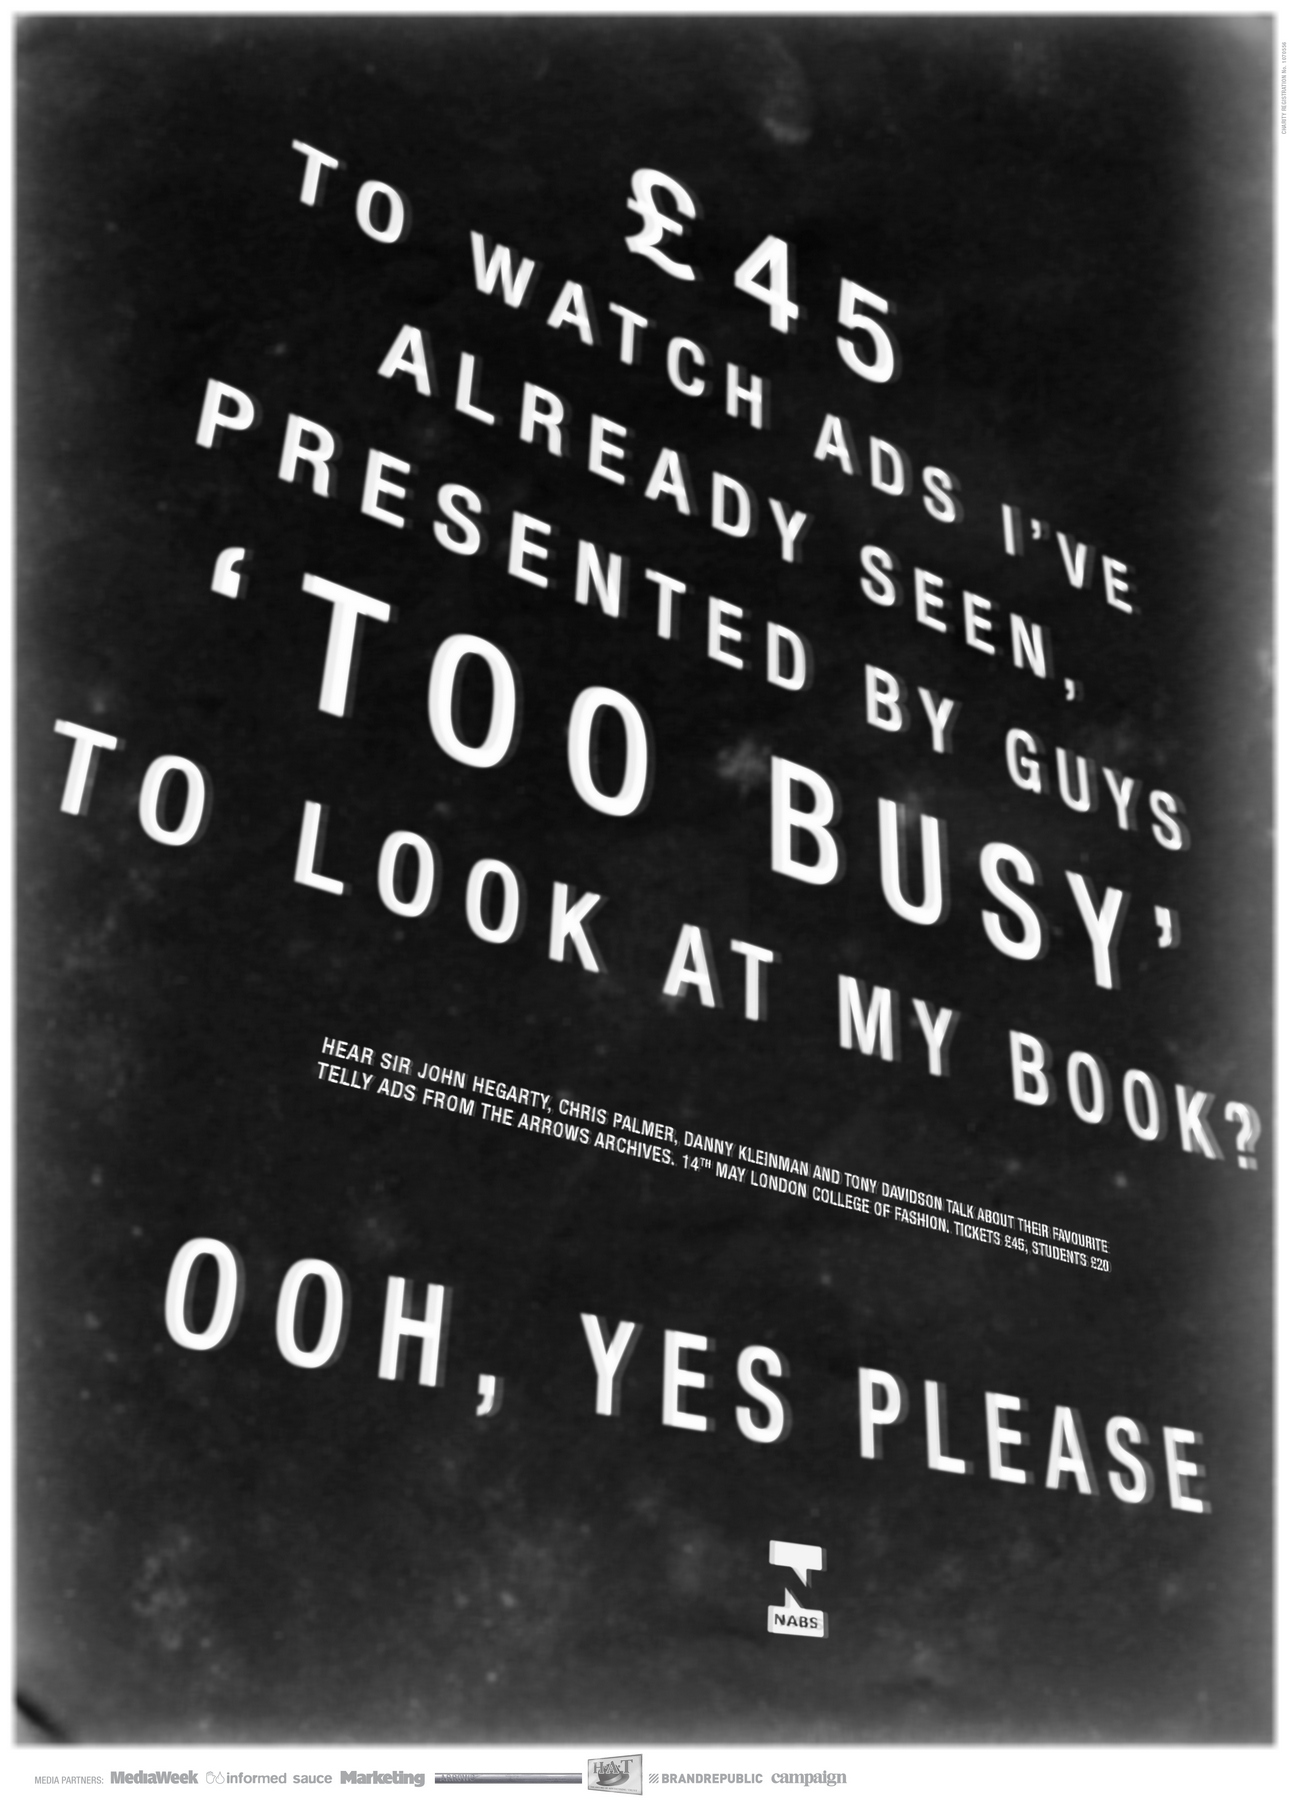 £45
TO WATCH ADS I'VE
ALREADY SEEN,
PRESENTED BY GUYS
'TOO BUSY'
TO LOOK AT MY BOOK?
HEAR SIR JOHN HEGARTY, CHRIS PALMER, DANNY KLEINMAN AND TONY DAVIDSON TALK ABOUT THEIR FAVOURITE
TELLY ADS FROM THE ARROWS ARCHIVES. 14TH MAY LONDON COLLEGE OF FASHION. TICKETS £45, STUDENTS £20
OOH, YES PLEASE
NABS
MEDIA PARTNERS: MediaWeek informed sauce Marketing H·A·T BRANDREPUBLIC campaign